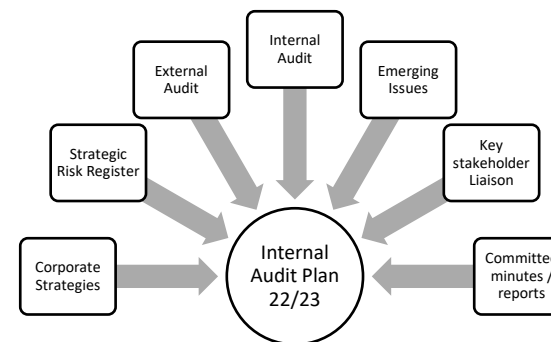 Internal
Audit
External
Audit
Emerging
Issues
Strategic
Risk Register
Key
stakeholder
Liaison
Corporate
Strategies
Internal
Audit Plan
22/23
Committe
minutes /
reports